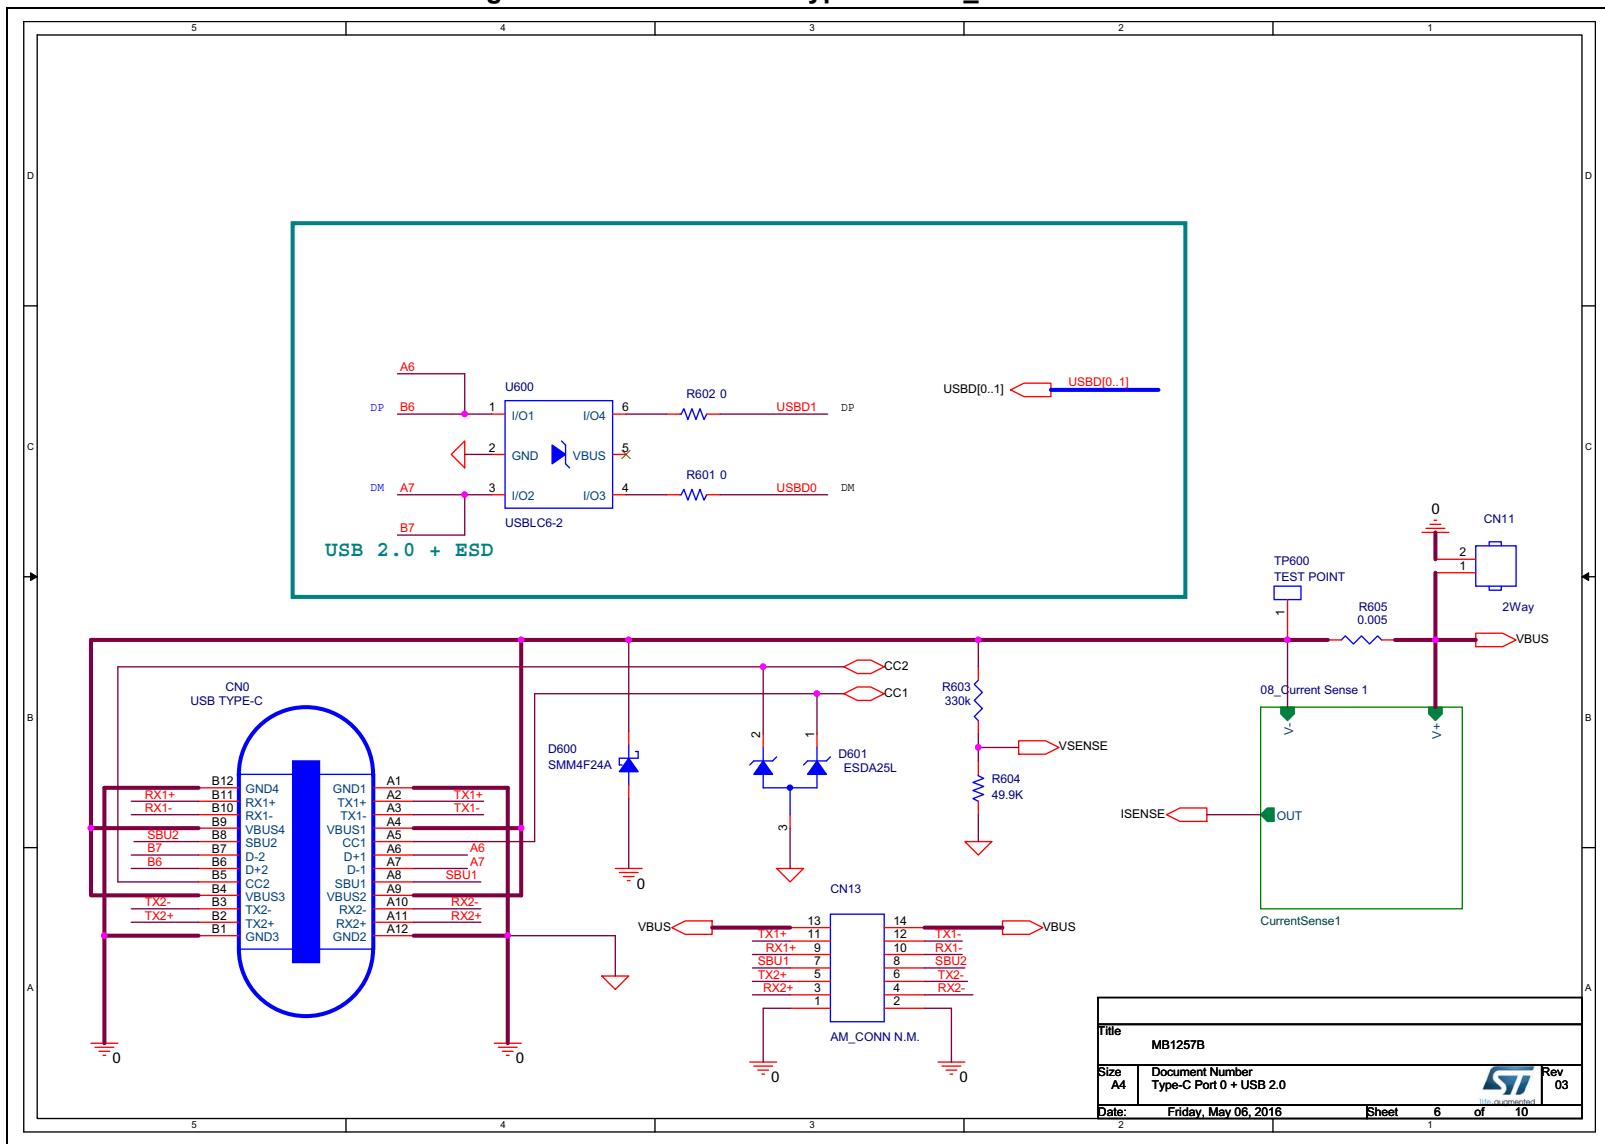 5 4 3 2 1
D D
A6
U600
R602 0
USBD[0..1] USBD[0..1]
DP B6 1 I/O1 I/O4 6 USBD1 DP
C C
2 GND VBUS 5
R601 0
DM A7 3 I/O2 I/O3 4 USBD0 DM
B7
USBLC6-2
USB 2.0 + ESD
0
CN11
2
1
TP600
TEST POINT
1
R605
0.005
2Way
VBUS
CC2
CC1
CN0
USB TYPE-C
R603
330k
08_Current Sense 1
B B
V- V+
2 1
VSENSE
D600
SMM4F24A
D601
ESDA25L
R604
49.9K
B12 GND4 GND1 A1
RX1+ B11 RX1+ TX1+ A2 TX1+
RX1- B10 RX1- TX1- A3 TX1-
B9 VBUS4 VBUS1 A4
SBU2 B8 SBU2 CC1 A5
B7 B7 D-2 D+1 A6 A6
B6 B6 D+2 D-1 A7 A7
B5 CC2 SBU1 A8 SBU1
B4 VBUS3 VBUS2 A9
TX2- B3 TX2- RX2- A10 RX2-
TX2+ B2 TX2+ RX2+ A11 RX2+
B1 GND3 GND2 A12
3
0
ISENSE OUT
CurrentSense1
CN13
VBUS 13 14 VBUS
TX1+ 11 12 TX1-
RX1+ 9 10 RX1-
SBU1 7 8 SBU2
TX2+ 5 6 TX2-
RX2+ 3 4 RX2-
1 2
A A
AM_CONN N.M.
0 0 0 0
Title
MB1257B
Size Document Number Rev
A4 Type-C Port 0 + USB 2.0 03
life.augmented
Date: Friday, May 06, 2016 Sheet 6 of 10
5 4 3 2 1